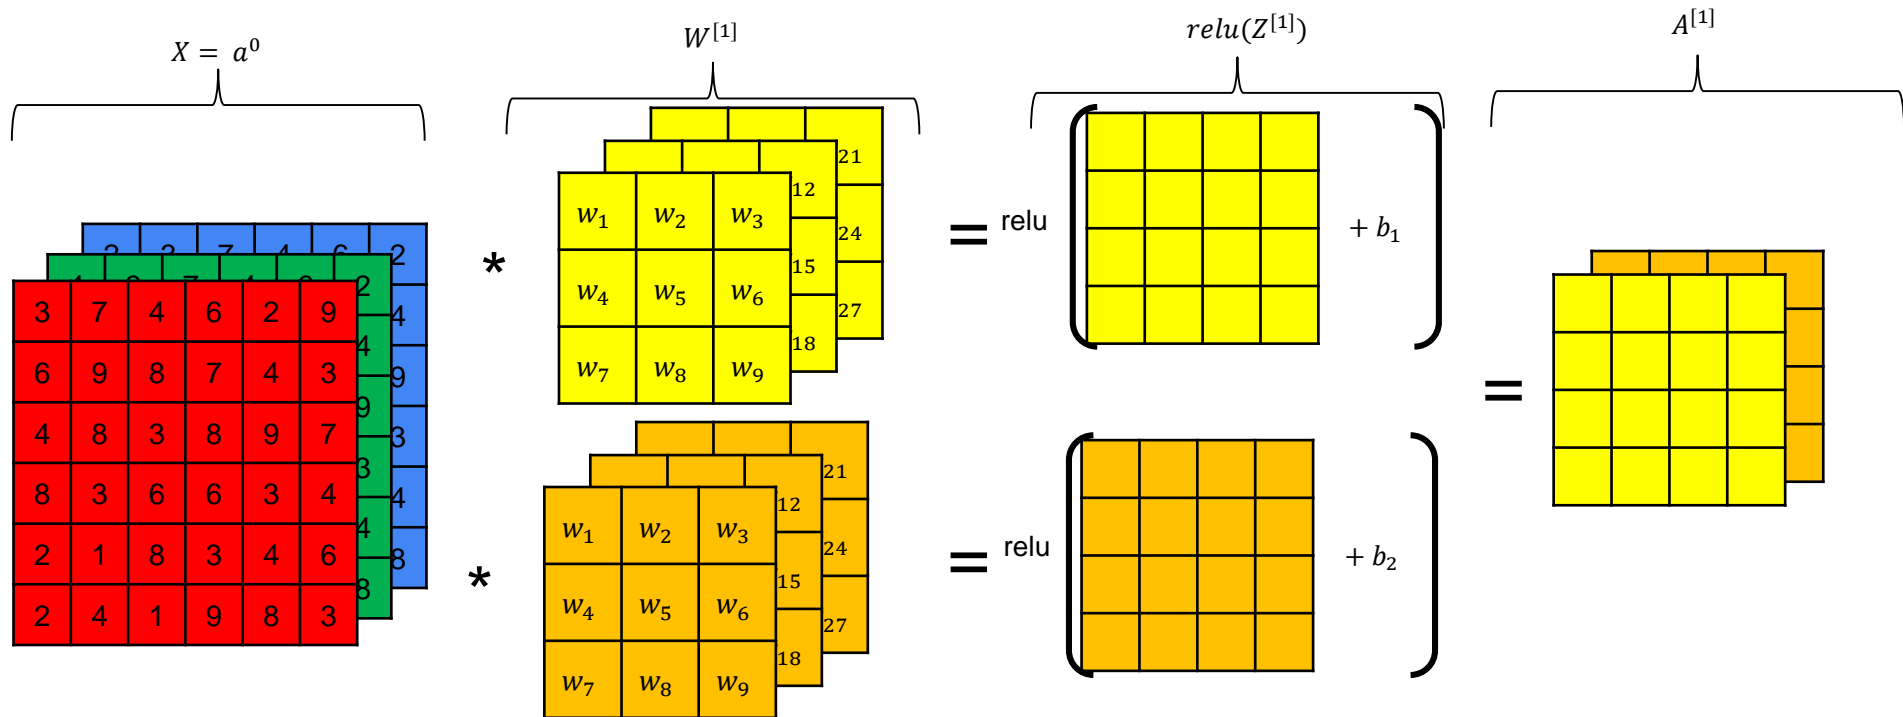 X = a⁰
W^[1]
relu(Z^[1])
A^[1]
2
4
9
3
4
8
2
4
9
3
4
8
3 7 4 6 2 9
6 9 8 7 4 3
4 8 3 8 9 7
8 3 6 6 3 4
2 1 8 3 4 6
2 4 1 9 8 3
*
21
24
27
12
15
18
w₁ w₂ w₃
w₄ w₅ w₆
w₇ w₈ w₉
= relu ( + b₁ )
*
21
24
27
12
15
18
w₁ w₂ w₃
w₄ w₅ w₆
w₇ w₈ w₉
= relu ( + b₂ )
=